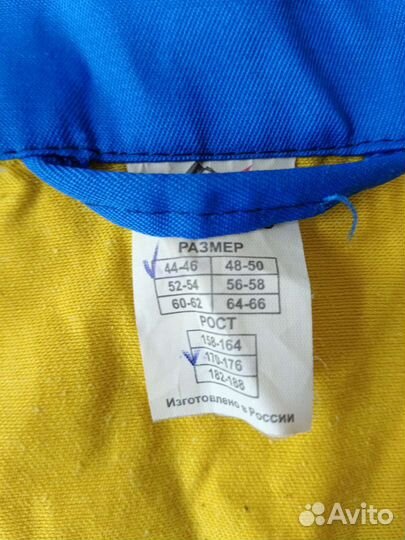 РАЗМЕР
44-46 48-50
52-54 56-58
60-62 64-66
РОСТ
158-164
170-176
182-188
Изготовлено в России
Avito